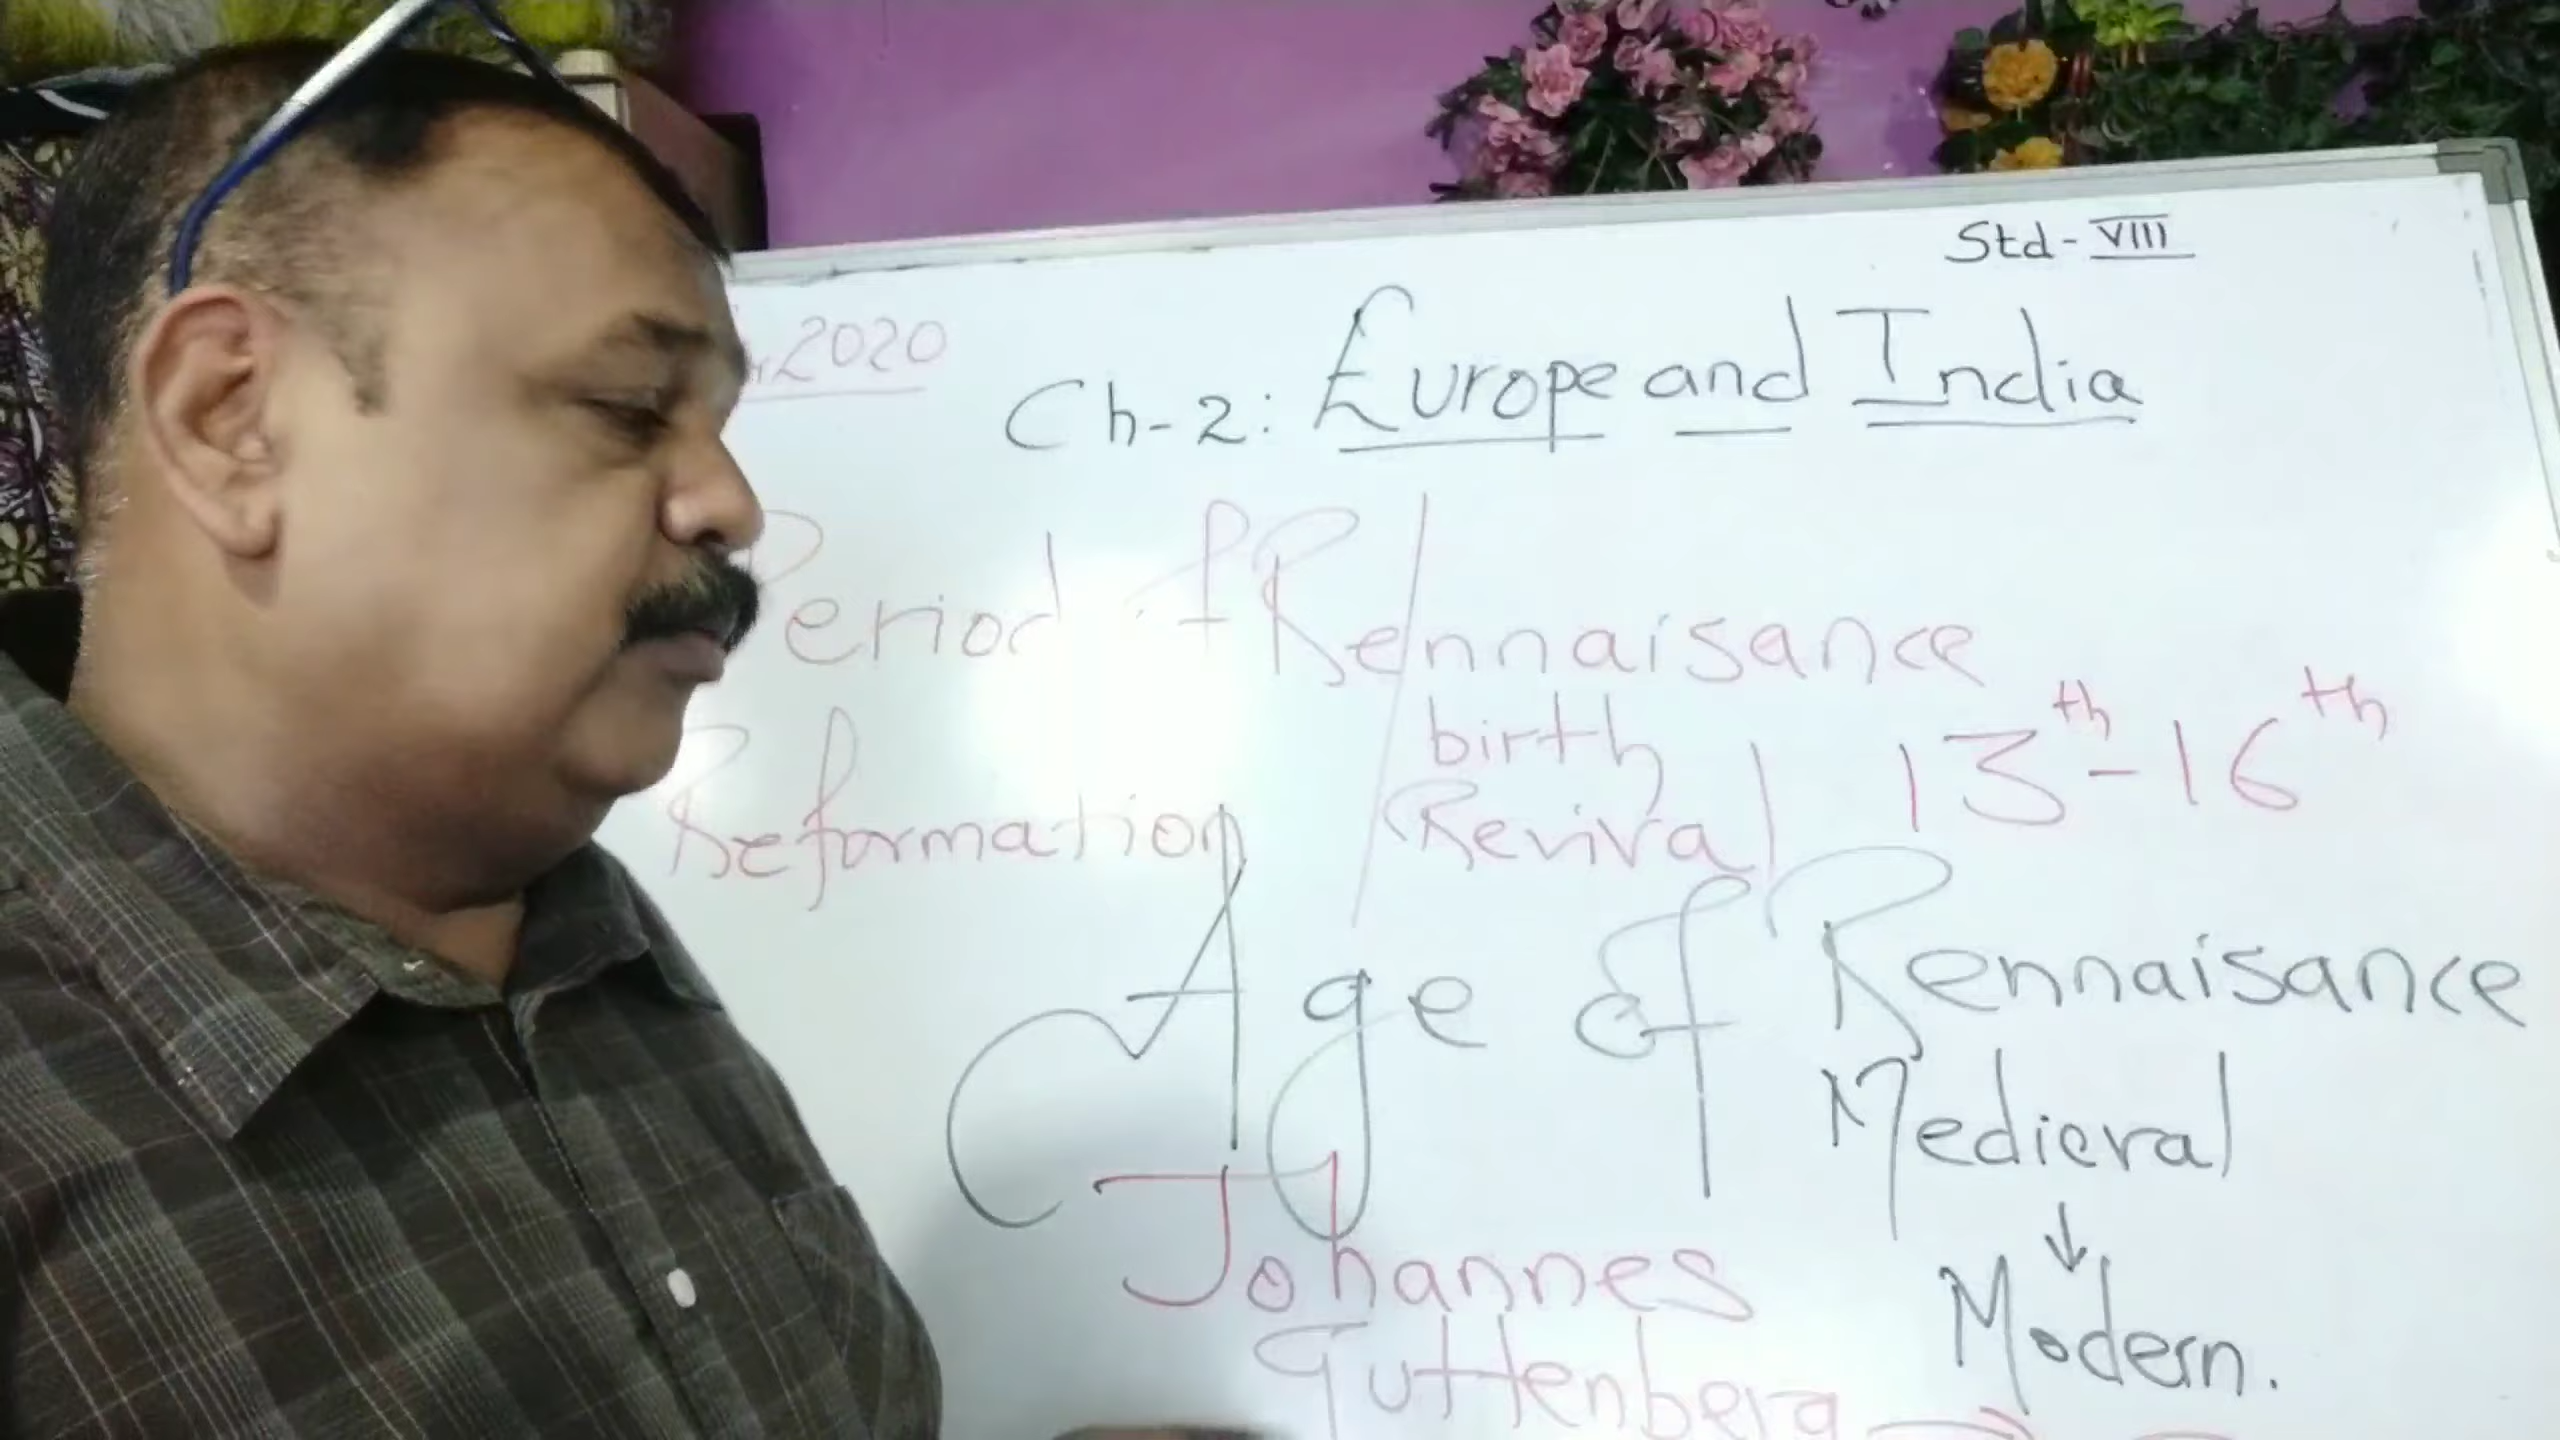 Std-VIII
2020
Ch-2: Europe and India
Period of Rennaisance
birth
13th-16th
Reformation
Revival
Age of Rennaisance
Medieval
↓
Johannes
Modern.
Guttenberg →